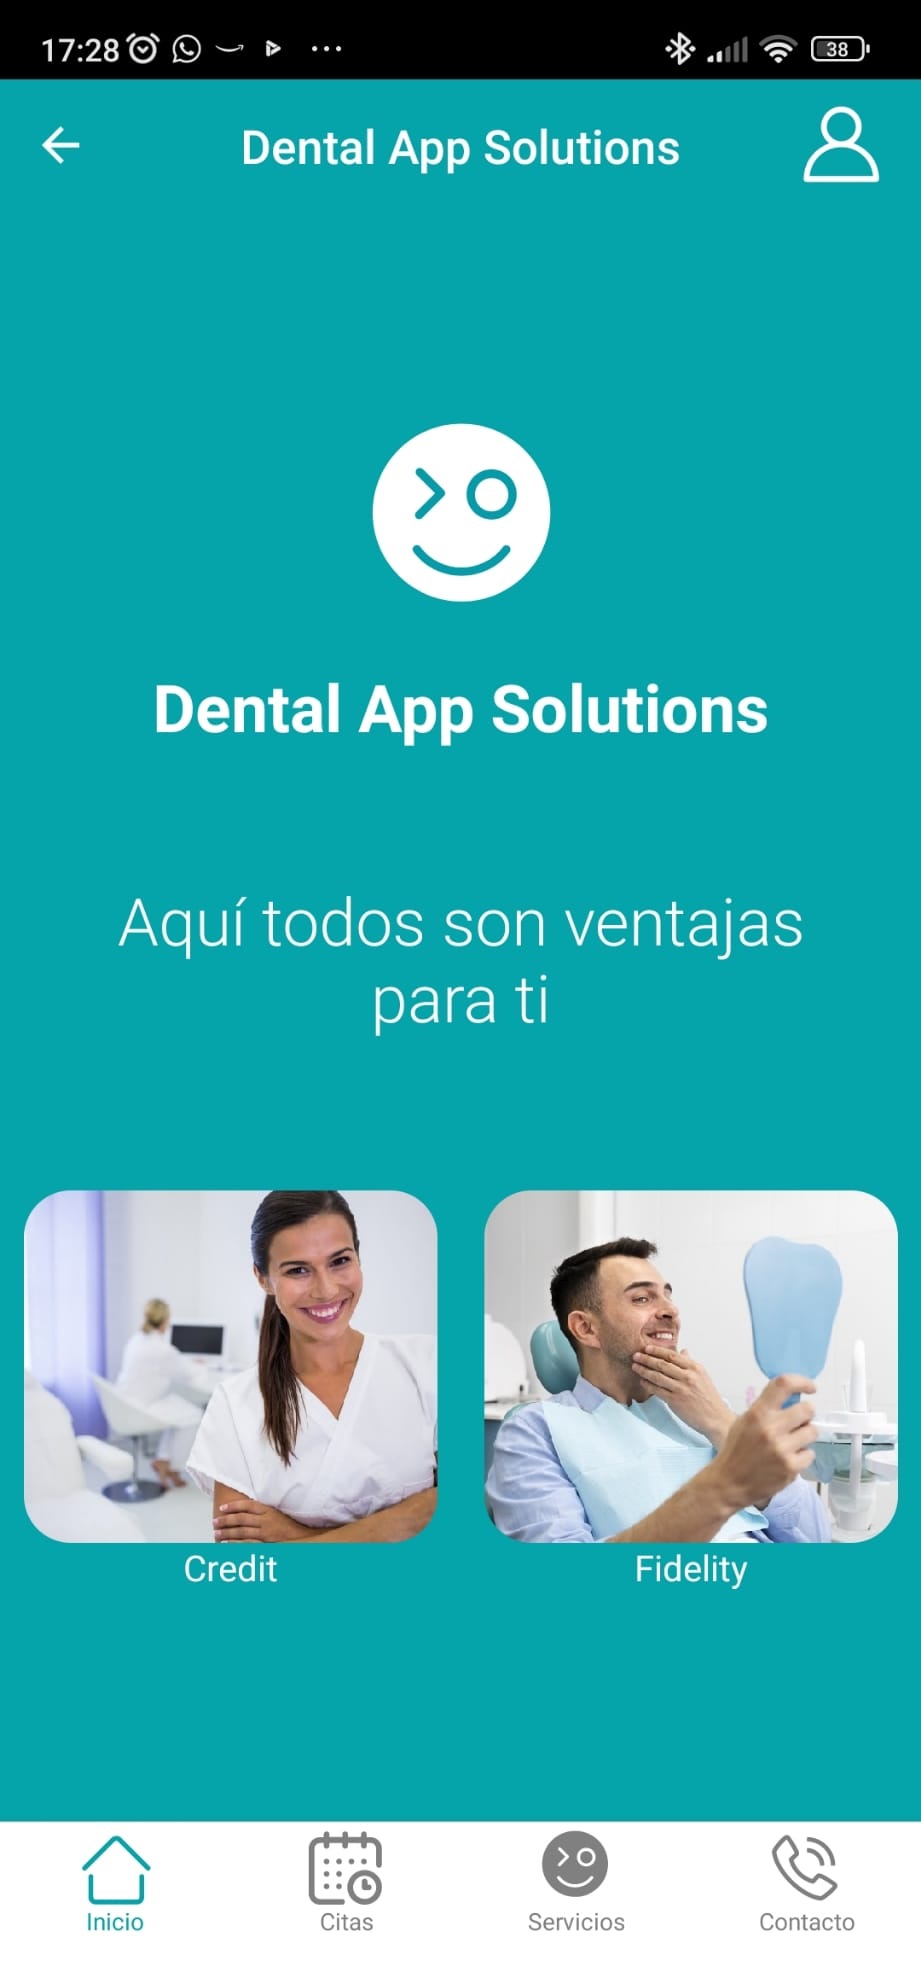 17:28
38
Dental App Solutions
Dental App Solutions
Aquí todos son ventajas
para ti
Credit
Fidelity
Inicio
Citas
Servicios
Contacto